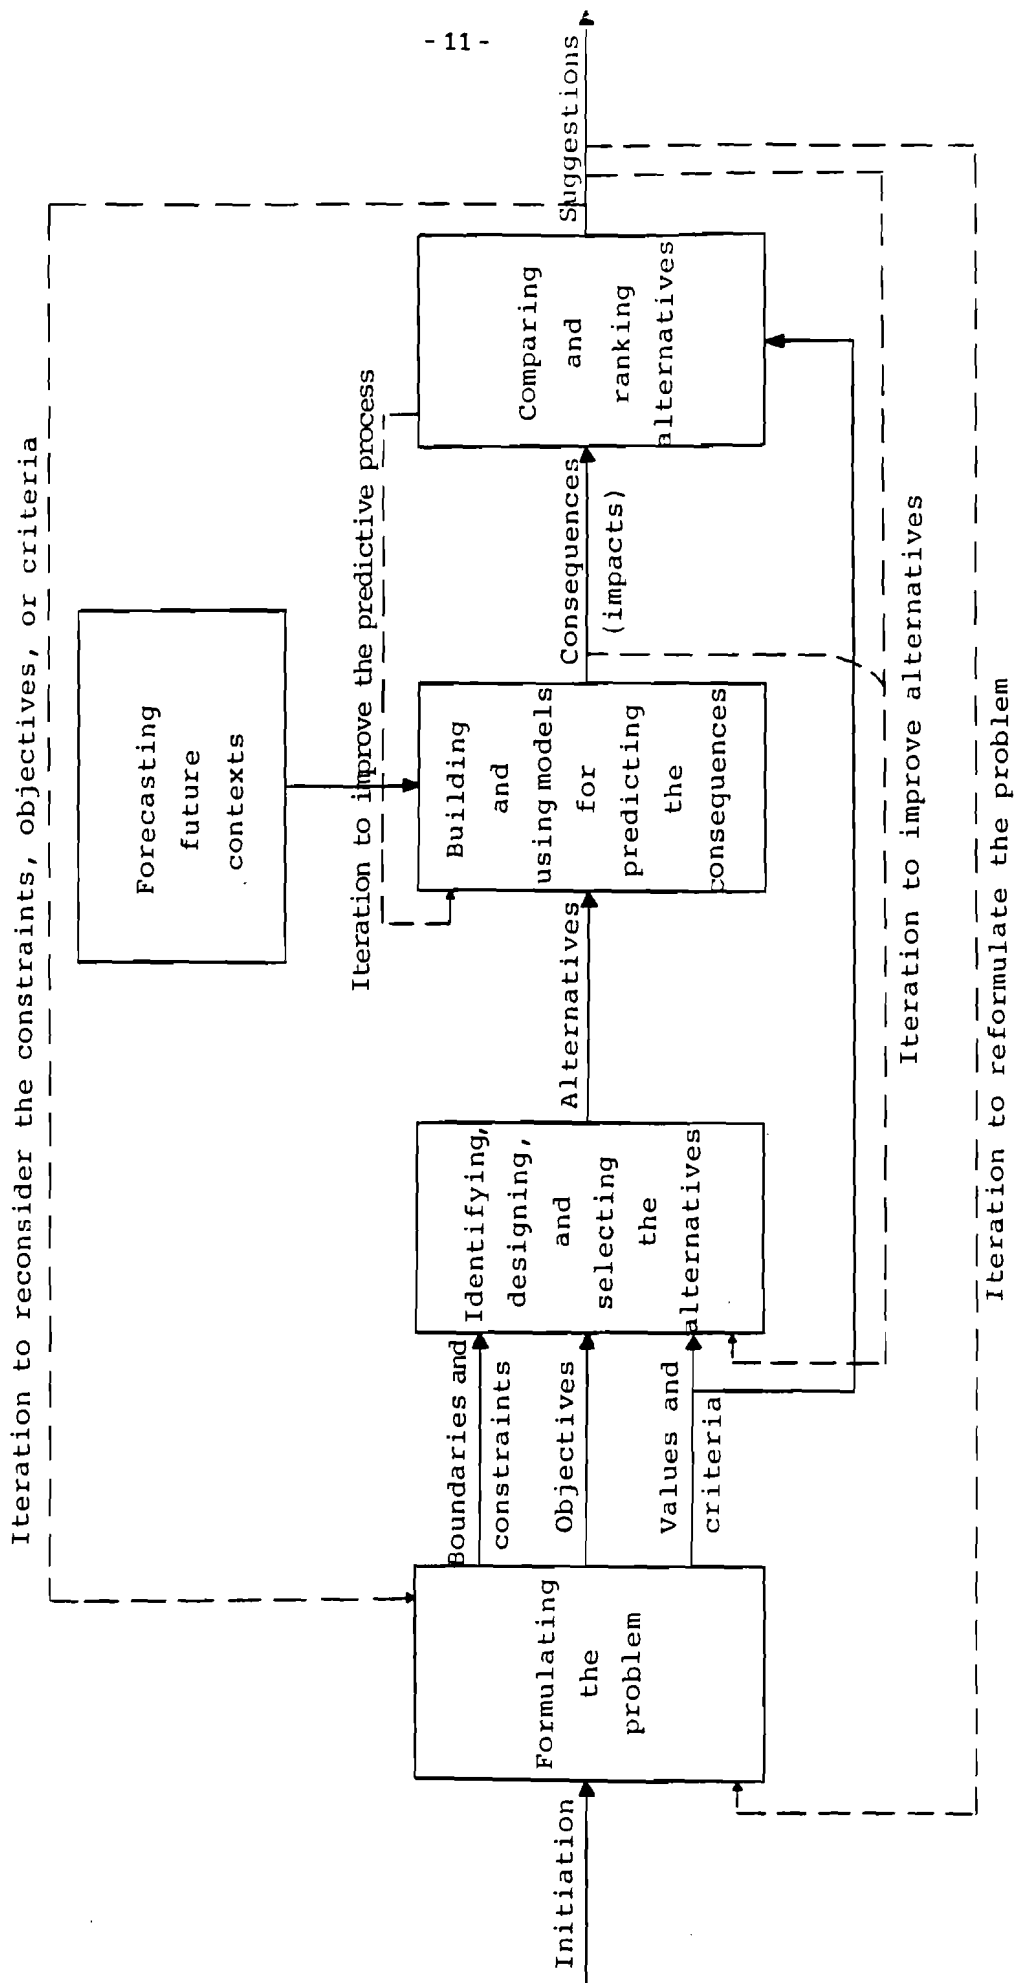 - 11 -
Iteration to reconsider the constraints, objectives, or criteria
Forecasting
future
contexts
Iteration to improve the predictive process
Initiation
Formulating
the
problem
Boundaries and
constraints
Objectives
Values and
criteria
Identifying,
designing,
and
selecting
the
alternatives
Alternatives
Building
and
using models
for
predicting
the
consequences
Consequences
(impacts)
Comparing
and
ranking
alternatives
Suggestions
Iteration to improve alternatives
Iteration to reformulate the problem